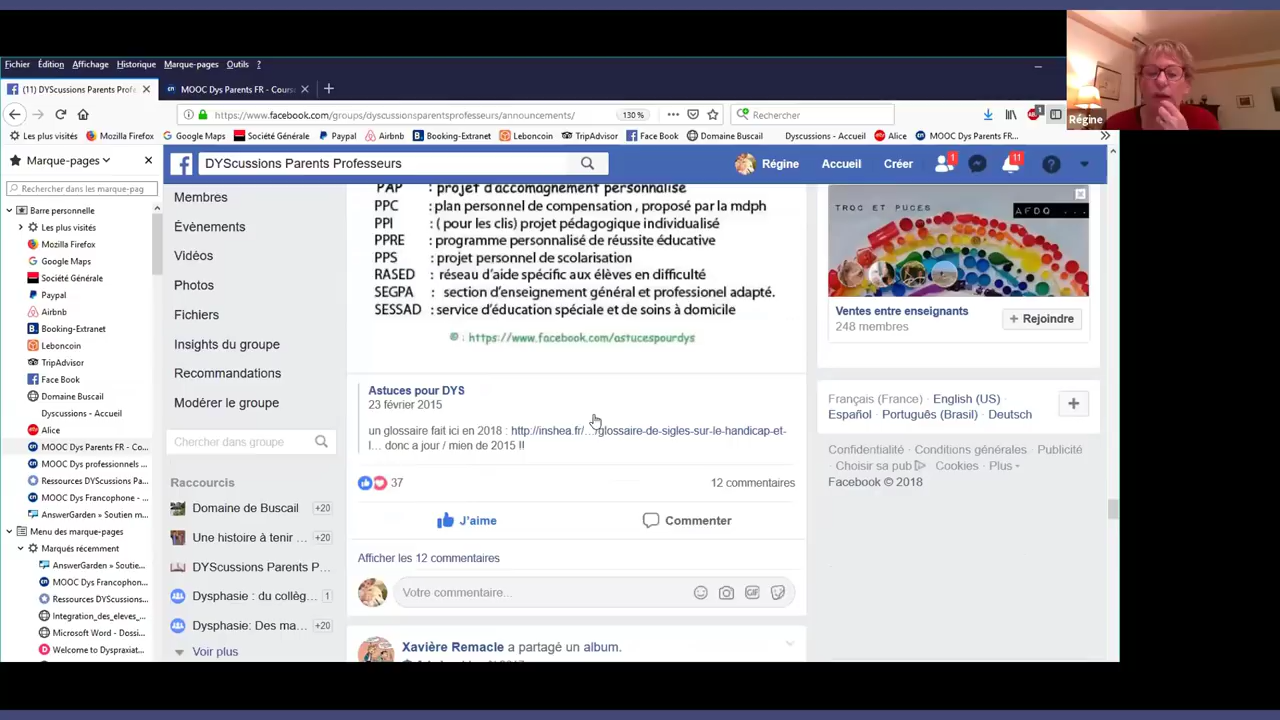 Fichier Édition Affichage Historique Marque-pages Outils ?
(11) DYScussions Parents Profe
MOOC Dys Parents FR - Cours
https://www.facebook.com/groups/dyscussionsparentsprofesseurs/announcements/
130 %
Rechercher
Les plus visités Mozilla Firefox Google Maps Société Générale Paypal Airbnb Booking-Extranet Leboncoin TripAdvisor Face Book Domaine Buscail Dyscussions - Accueil Alice MOOC Dys Parents FR...
Régine
Marque-pages
Rechercher dans les marque-pag
Barre personnelle
Les plus visités
Mozilla Firefox
Google Maps
Société Générale
Paypal
Airbnb
Booking-Extranet
Leboncoin
TripAdvisor
Face Book
Domaine Buscail
Dyscussions - Accueil
Alice
MOOC Dys Parents FR - Co...
MOOC Dys professionnels ...
Ressources DYScussions Pa...
MOOC Dys Francophone - ...
AnswerGarden » Soutien m...
Menu des marque-pages
Marqués récemment
AnswerGarden » Soutie...
MOOC Dys Francophon...
Ressources DYScussions...
Integration_des_eleves_...
Microsoft Word - Dossi...
Welcome to Dyspraxiat...
DYScussions Parents Professeurs
Régine Accueil Créer 1 11
Membres
Évènements
Vidéos
Photos
Fichiers
Insights du groupe
Recommandations
Modérer le groupe
Chercher dans groupe
Raccourcis
Domaine de Buscail +20
Une histoire à tenir ... +20
DYScussions Parents P...
Dysphasie : du collèg... 1
Dysphasie: Des ma... +20
Voir plus
PAP : projet d'accomagnement personnalisé
PPC : plan personnel de compensation , proposé par la mdph
PPI : ( pour les clis) projet pédagogique individualisé
PPRE : programme personnalisé de réussite éducative
PPS : projet personnel de scolarisation
RASED : réseau d'aide spécific aux élèves en difficulté
SEGPA : section d'enseignement général et professionel adapté.
SESSAD : service d'éducation spéciale et de soins à domicile
© : https://www.facebook.com/astucespourdys
Astuces pour DYS
23 février 2015
un glossaire fait ici en 2018 : http://inshea.fr/.../glossaire-de-sigles-sur-le-handicap-et-
l... donc a jour / mien de 2015 !!
37
12 commentaires
J'aime
Commenter
Afficher les 12 commentaires
Votre commentaire...
GIF
Xavière Remacle a partagé un album.
TROC ET PUCES
AFDQ ...
Ventes entre enseignants
248 membres
+ Rejoindre
Français (France) · English (US) ·
Español · Português (Brasil) · Deutsch
Confidentialité · Conditions générales · Publicité
· Choisir sa pub · Cookies · Plus
Facebook © 2018